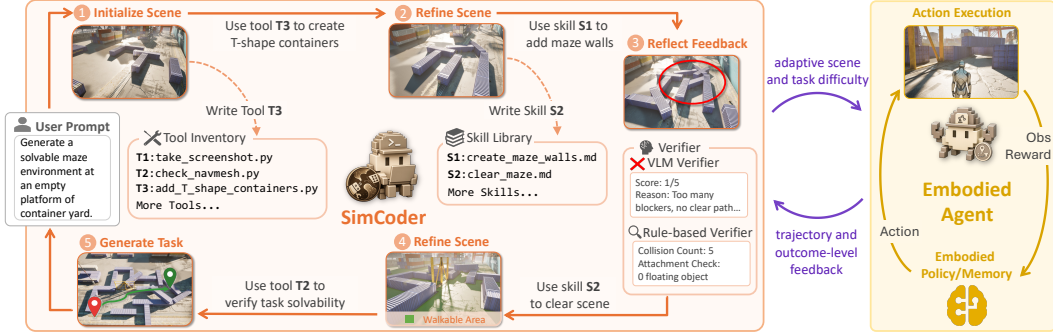 1 Initialize Scene
Use tool T3 to create
T-shape containers
2 Refine Scene
Use skill S1 to
add maze walls
3 Reflect Feedback
Write Tool T3
Write Skill S2
User Prompt
Generate a
solvable maze
environment at
an empty
platform of
container yard.
Tool Inventory
T1:take_screenshot.py
T2:check_navmesh.py
T3:add_T_shape_containers.py
More Tools...
SimCoder
Skill Library
S1:create_maze_walls.md
S2:clear_maze.md
More Skills...
Verifier
VLM Verifier
Score: 1/5
Reason: Too many
blockers, no clear path...
Rule-based Verifier
Collision Count: 5
Attachment Check:
0 floating object
5 Generate Task
Use tool T2 to
verify task solvability
4 Refine Scene
Walkable Area
Use skill S2
to clear scene
adaptive scene
and task difficulty
trajectory and
outcome-level
feedback
Action Execution
Obs
Reward
Embodied
Agent
Action
Embodied
Policy/Memory